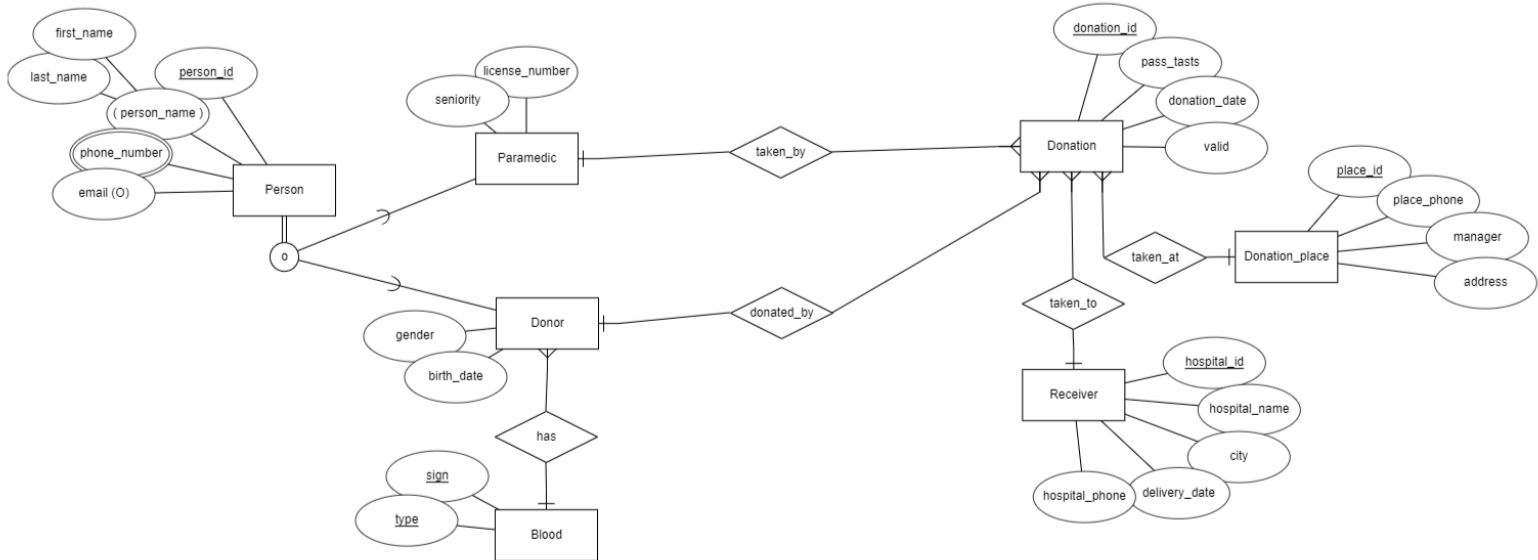 first_name
last_name
person_id
( person_name )
phone_number
email (O)
Person
o
license_number
seniority
Paramedic
taken_by
donation_id
pass_tasts
donation_date
valid
Donation
place_id
place_phone
manager
address
Donation_place
taken_at
taken_to
donated_by
Donor
gender
birth_date
has
sign
type
Blood
Receiver
hospital_id
hospital_name
city
delivery_date
hospital_phone